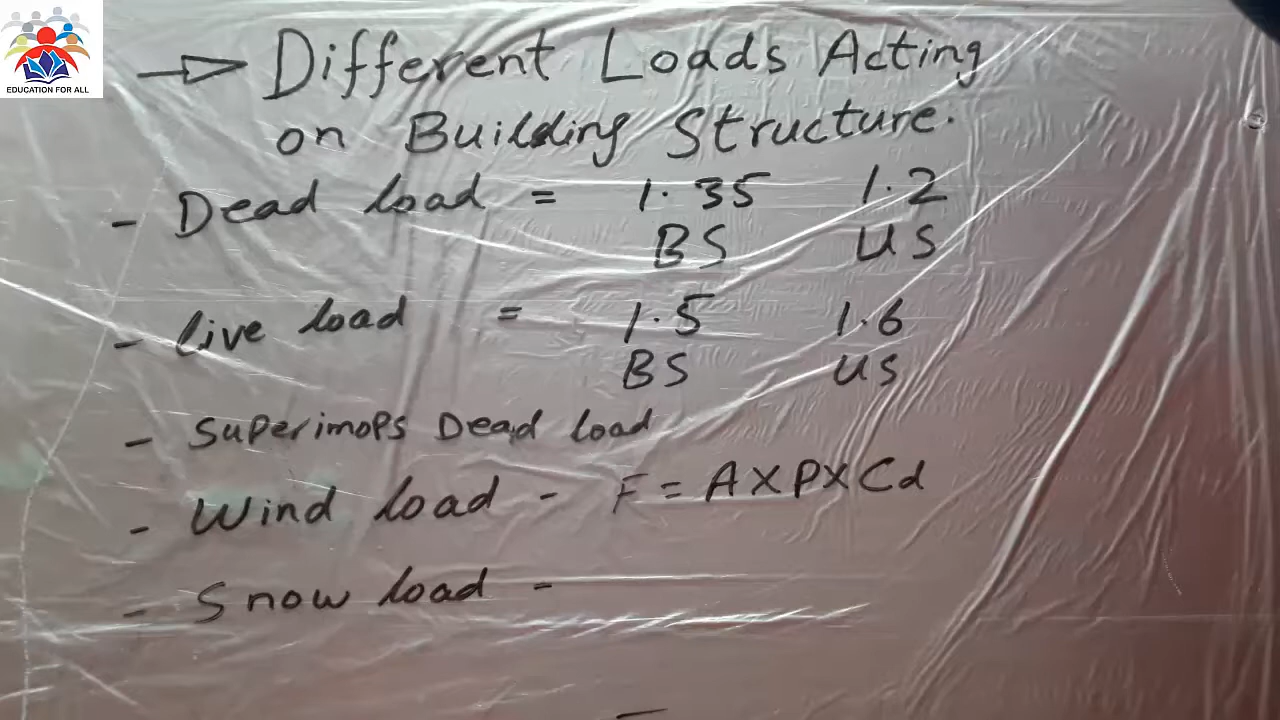 EDUCATION FOR ALL
Different Loads Acting
on Building Structure.
- Dead load = 1.35 1.2
BS US
- live load = 1.5 1.6
BS US
- Superimops Dead load
- Wind load - F = AXPXCd
- Snow load -